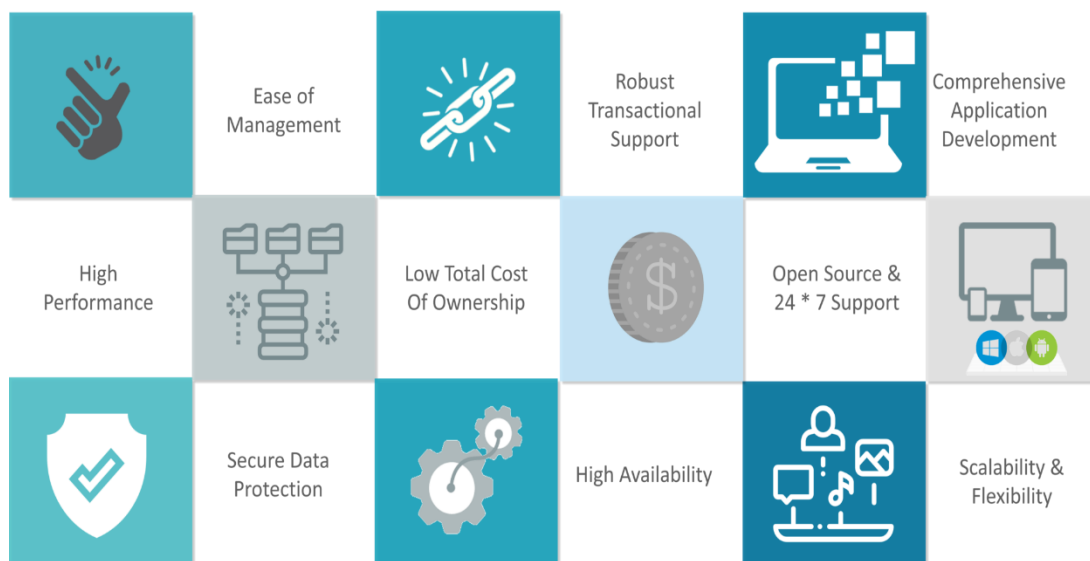 Ease of
Management
Robust
Transactional
Support
Comprehensive
Application
Development
High
Performance
Low Total Cost
Of Ownership
$
Open Source &
24 * 7 Support
Secure Data
Protection
High Availability
Scalability &
Flexibility